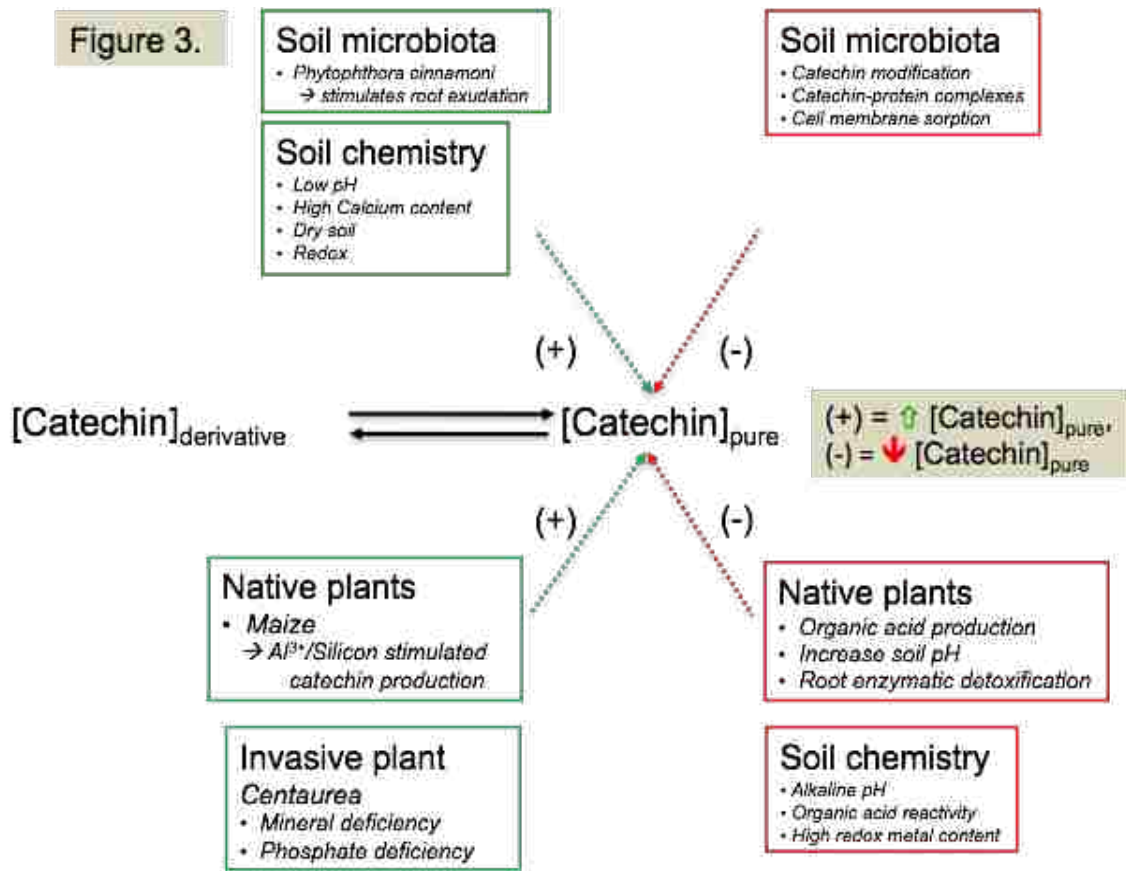 Figure 3.
Soil microbiota
• Phytophthora cinnamoni
→ stimulates root exudation
Soil chemistry
• Low pH
• High Calcium content
• Dry soil
• Redox
Soil microbiota
• Catechin modification
• Catechin-protein complexes
• Cell membrane sorption
(+)
(-)
[Catechin]derivative
[Catechin]pure
(+) = ⇧ [Catechin]pure,
(-) = ↓ [Catechin]pure
(+)
(-)
Native plants
• Maize
→ Al³⁺/Silicon stimulated
catechin production
Invasive plant
Centaurea
• Mineral deficiency
• Phosphate deficiency
Native plants
• Organic acid production
• Increase soil pH
• Root enzymatic detoxification
Soil chemistry
• Alkaline pH
• Organic acid reactivity
• High redox metal content